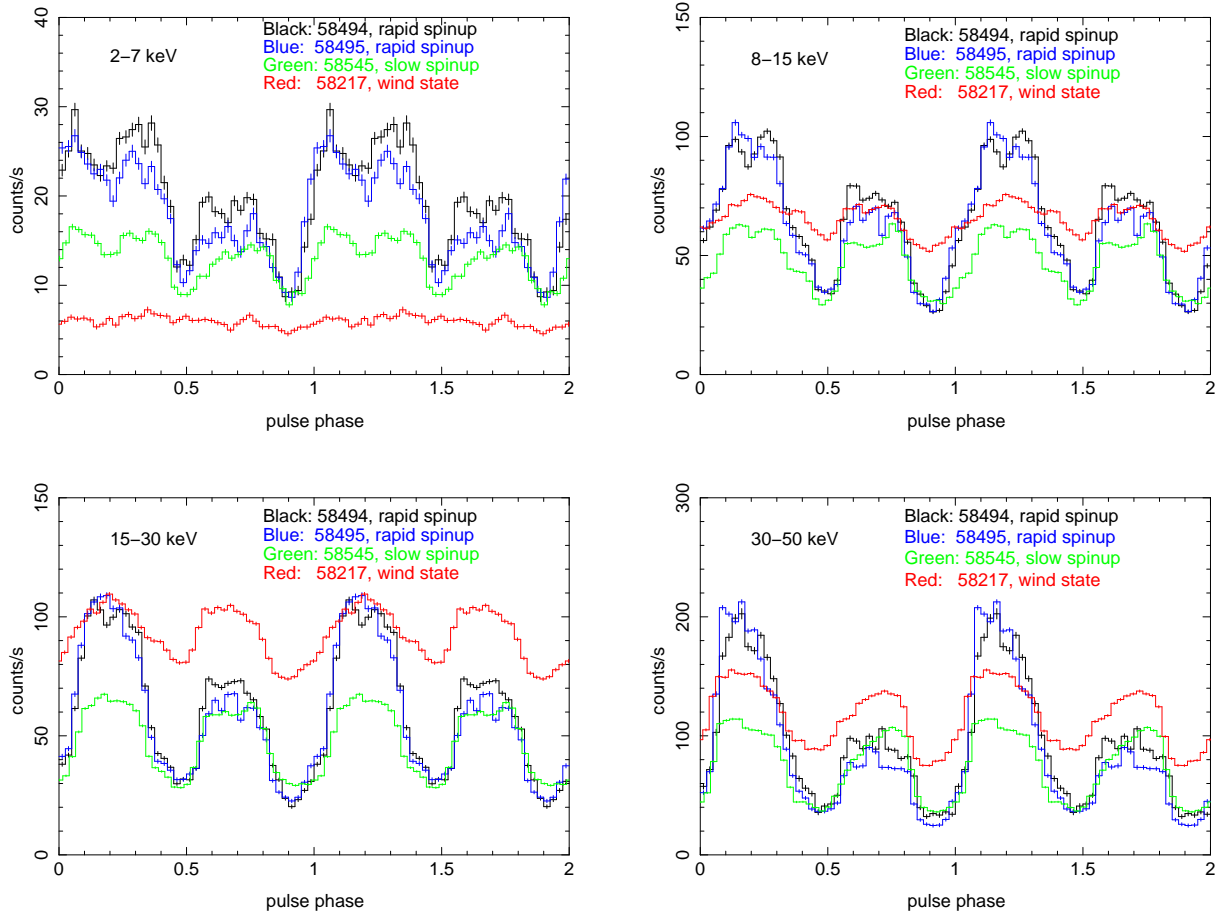 2–7 keV
Black: 58494, rapid spinup
Blue: 58495, rapid spinup
Green: 58545, slow spinup
Red: 58217, wind state
counts/s
0
10
20
30
40
0
0.5
1
1.5
2
pulse phase
8–15 keV
Black: 58494, rapid spinup
Blue: 58495, rapid spinup
Green: 58545, slow spinup
Red: 58217, wind state
counts/s
0
50
100
150
0
0.5
1
1.5
2
pulse phase
15–30 keV
Black: 58494, rapid spinup
Blue: 58495, rapid spinup
Green: 58545, slow spinup
Red: 58217, wind state
counts/s
0
50
100
150
0
0.5
1
1.5
2
pulse phase
30–50 keV
Black: 58494, rapid spinup
Blue: 58495, rapid spinup
Green: 58545, slow spinup
Red: 58217, wind state
counts/s
0
100
200
300
0
0.5
1
1.5
2
pulse phase